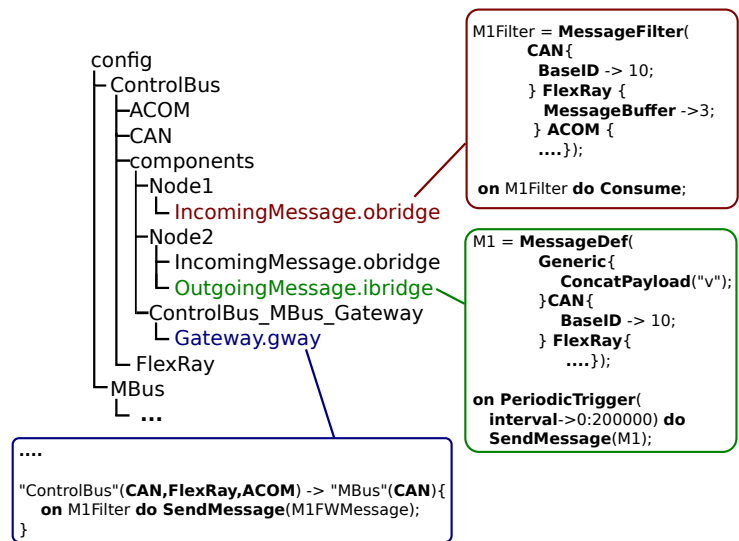 config
ControlBus
ACOM
CAN
components
Node1
IncomingMessage.obridge
Node2
IncomingMessage.obridge
OutgoingMessage.ibridge
ControlBus_MBus_Gateway
Gateway.gway
FlexRay
MBus
...
M1Filter = MessageFilter(
CAN{
BaseID -> 10;
} FlexRay {
MessageBuffer ->3;
} ACOM {
....});
on M1Filter do Consume;
M1 = MessageDef(
Generic{
ConcatPayload("v");
}CAN{
BaseID -> 10;
} FlexRay{
....});
on PeriodicTrigger(
interval->0:200000) do
SendMessage(M1);
....
"ControlBus"(CAN,FlexRay,ACOM) -> "MBus"(CAN){
on M1Filter do SendMessage(M1FWMessage);
}